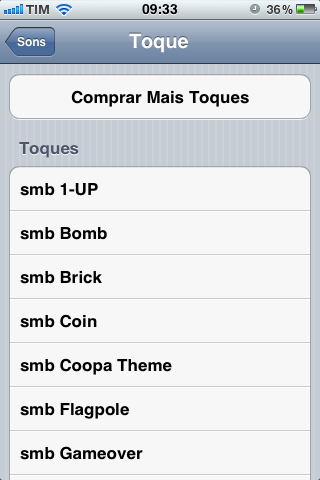 TIM 09:33 36%
Sons Toque
Comprar Mais Toques
Toques
smb 1-UP
smb Bomb
smb Brick
smb Coin
smb Coopa Theme
smb Flagpole
smb Gameover